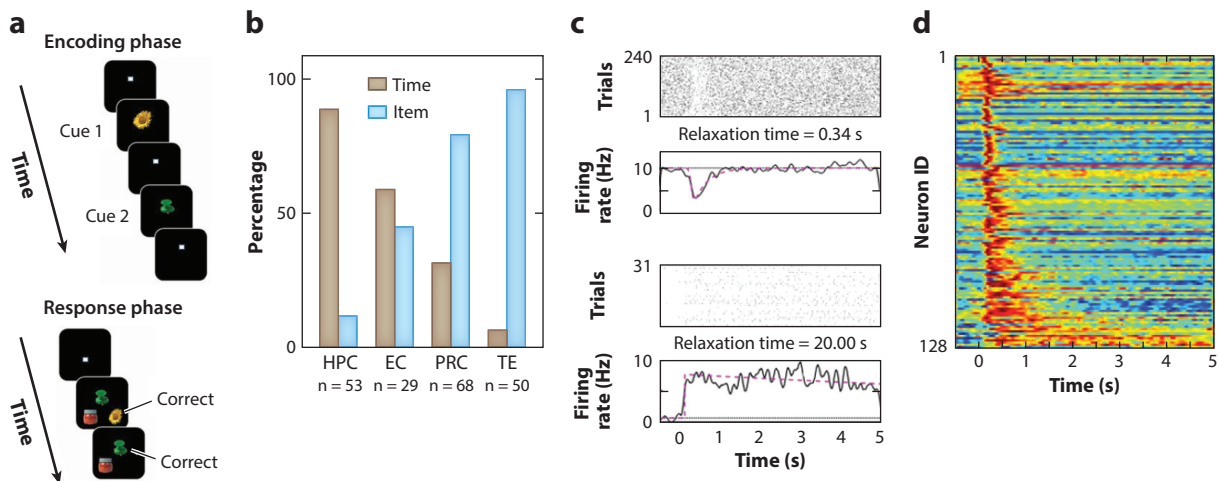 a
Encoding phase
Cue 1
Cue 2
Time
Response phase
Correct
Correct
Time
b
Percentage
100
50
0
Time
Item
HPC EC PRC TE
n = 53 n = 29 n = 68 n = 50
c
Trials
240
1
Relaxation time = 0.34 s
Firing
rate (Hz)
10
0
Trials
31
Relaxation time = 20.00 s
Firing
rate (Hz)
10
0
0 1 2 3 4 5
Time (s)
d
Neuron ID
1
128
0 1 2 3 4 5
Time (s)